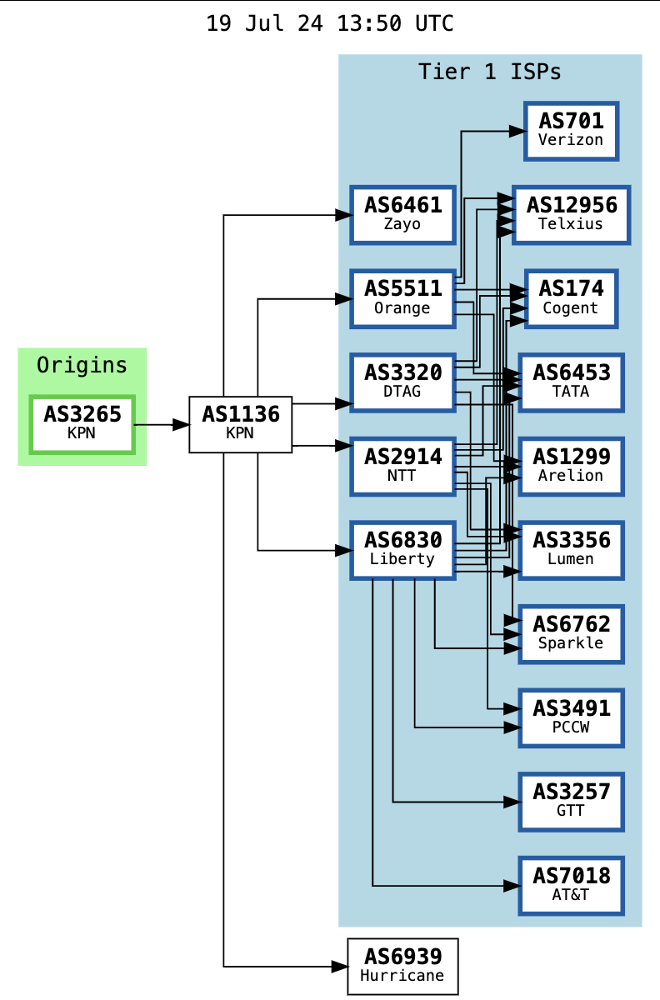 19 Jul 24 13:50 UTC
Tier 1 ISPs
AS701
Verizon
AS6461
Zayo
AS12956
Telxius
AS5511
Orange
AS174
Cogent
Origins
AS3265
KPN
AS1136
KPN
AS3320
DTAG
AS6453
TATA
AS2914
NTT
AS1299
Arelion
AS6830
Liberty
AS3356
Lumen
AS6762
Sparkle
AS3491
PCCW
AS3257
GTT
AS7018
AT&T
AS6939
Hurricane